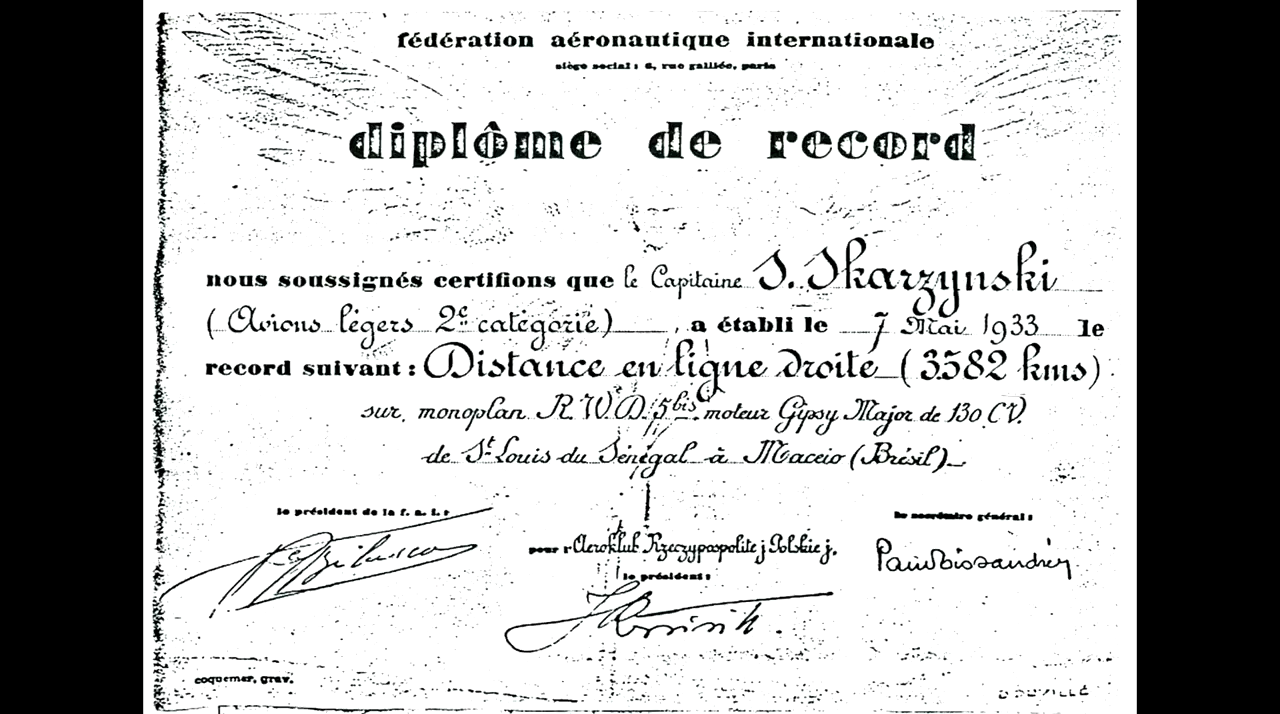 fédération aéronautique internationale
siège social : 6, rue galilée, paris
diplôme de record
nous soussignés certifions que le Capitaine S. Skarzynski
(Avions légers 2e catégorie) , a établi le 7 Mai 1933 le
record suivant : Distance en ligne droite (3582 kms)
sur monoplan R.W.D. 5bis moteur Gipsy Major de 130 CV.
de St Louis du Sénégal à Maceio (Brésil)
le président de la f. a. i. :
le secrétaire général :
pour l'Aeroklub Rzeczypospolitej Polskiej.
le président :
coquemer, grav.